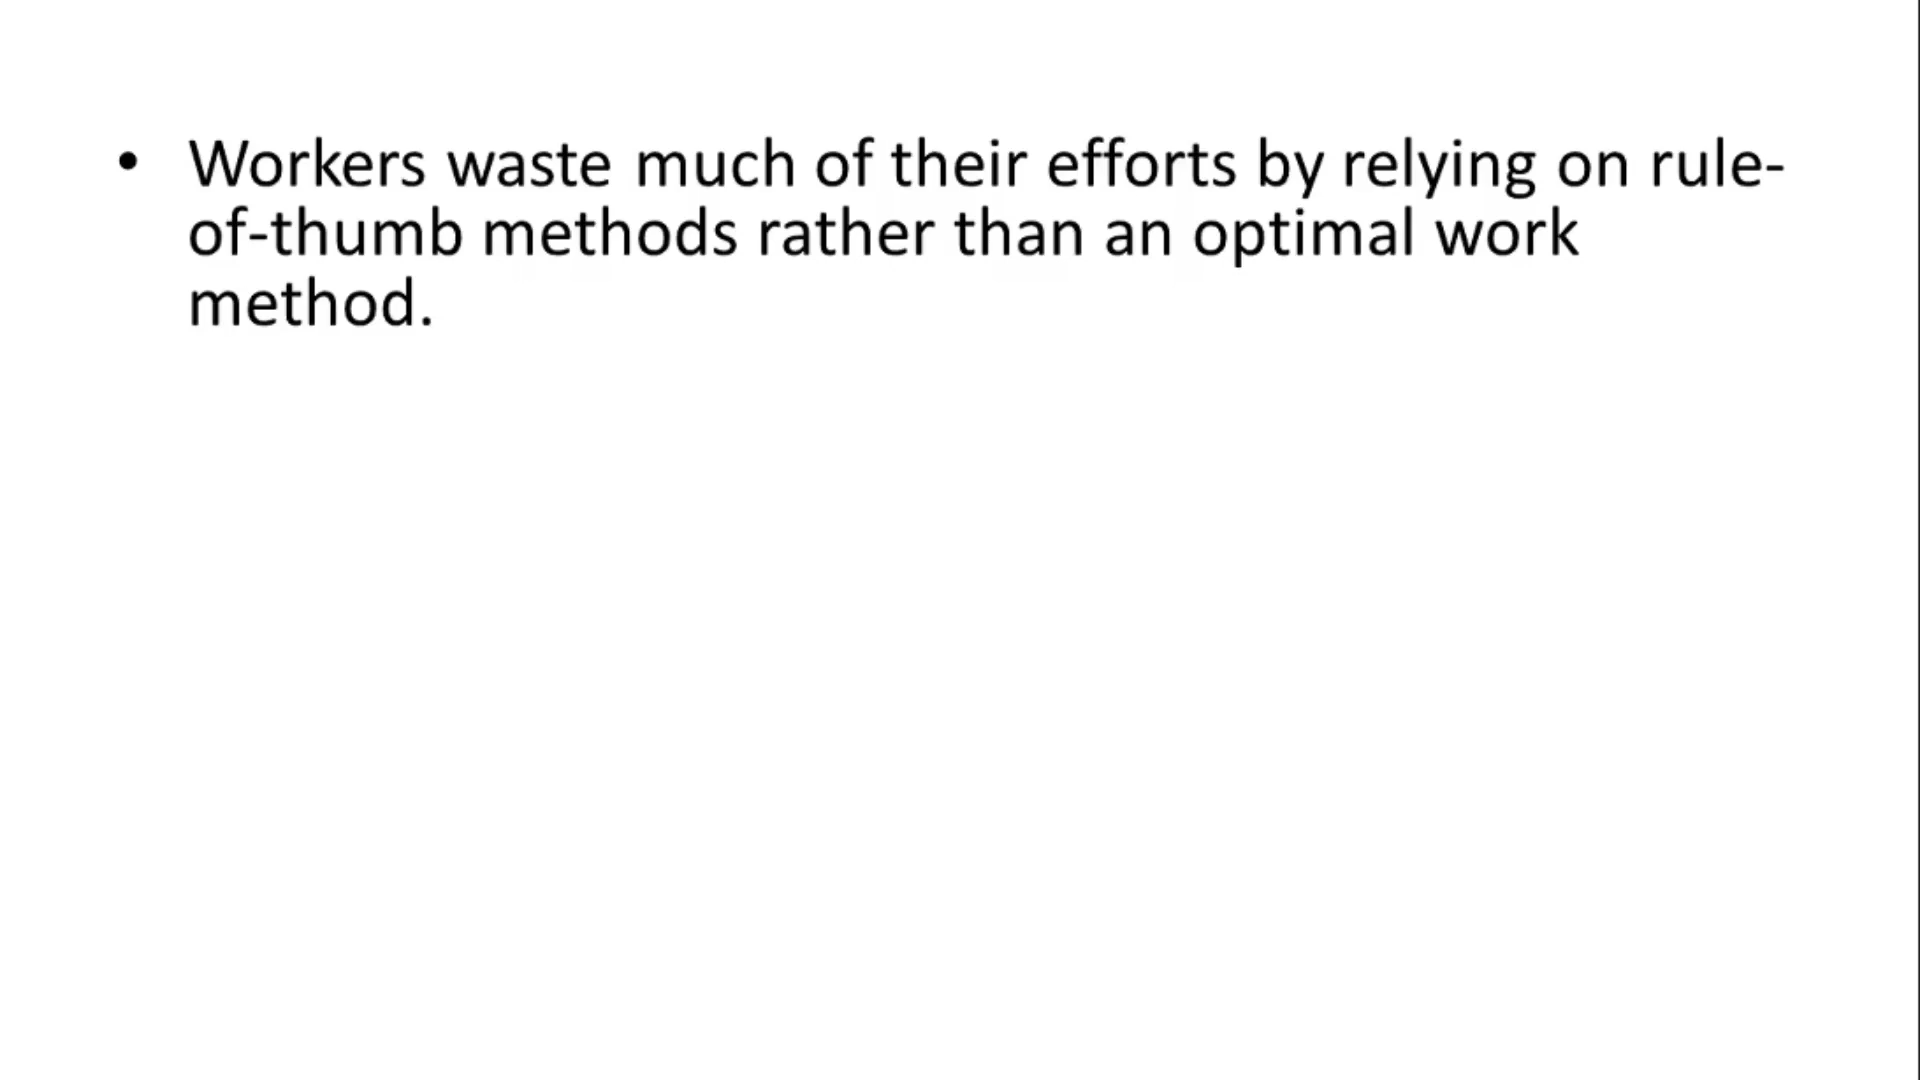 • Workers waste much of their efforts by relying on rule-
of-thumb methods rather than an optimal work
method.